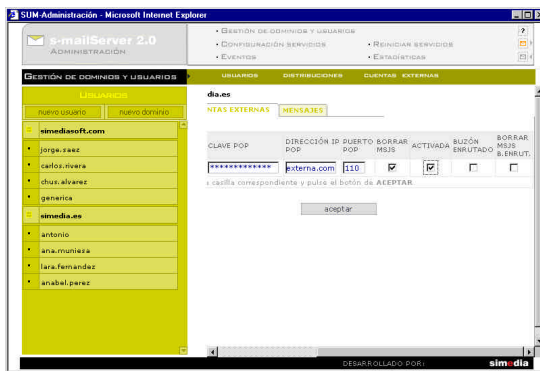 SUM-Administración - Microsoft Internet Explorer
s-mailServer 2.0
Administración
• Gestión de dominios y usuarios
• Configuración servicios
• Reiniciar servicios
• Eventos
• Estadísticas
?
Gestión de dominios y usuarios
usuarios
distribuciones
cuentas externas
Usuarios
nuevo usuario
nuevo dominio
simediasoft.com
• jorge.saez
• carlos.rivera
• chus.alvarez
• generica
simedia.es
• antonio
• ana.muniesa
• lara.fernandez
• anabel.perez
dia.es
NTAS EXTERNAS
MENSAJES
CLAVE POP
DIRECCIÓN IP POP
PUERTO POP
BORRAR MSJS
ACTIVADA
BUZÓN ENRUTADO
BORRAR MSJS B.ENRUT.
*************
externa.com
110
casilla correspondiente y pulse el botón de ACEPTAR.
aceptar
DESARROLLADO POR:
simedia